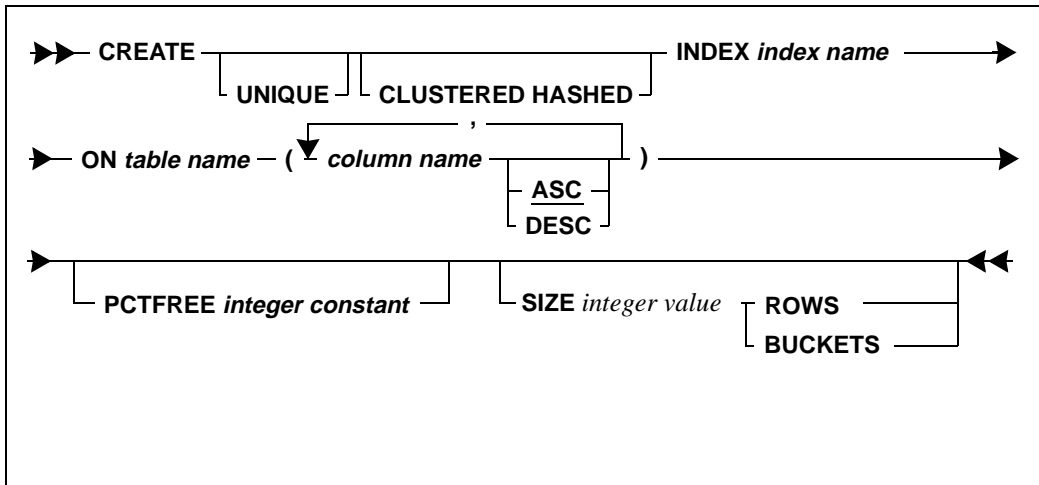 CREATE INDEX index name
UNIQUE CLUSTERED HASHED
,
ON table name ( column name )
ASC
DESC
PCTFREE integer constant SIZE integer value ROWS
BUCKETS